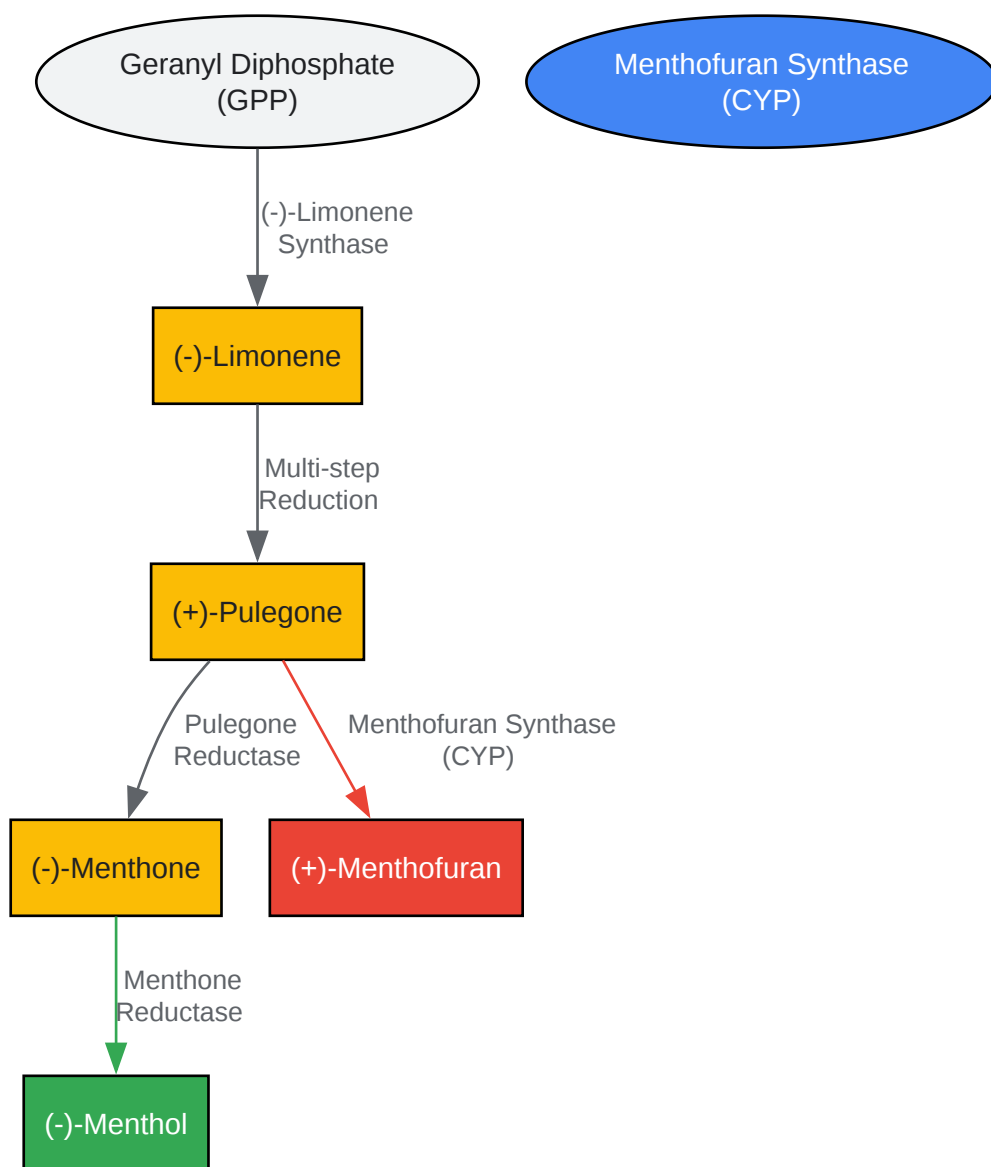 Geranyl Diphosphate
(GPP)
Menthofuran Synthase
(CYP)
(-)-Limonene
Synthase
(-)-Limonene
Multi-step
Reduction
(+)-Pulegone
Pulegone
Reductase
Menthofuran Synthase
(CYP)
(-)-Menthone
(+)-Menthofuran
Menthone
Reductase
(-)-Menthol